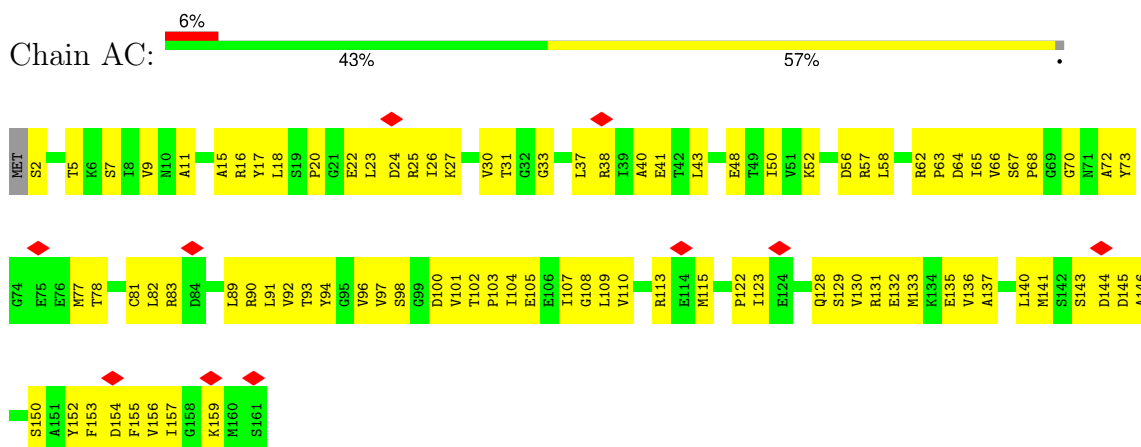 6%
Chain AC:
43% 57% •
MET S2 T5 K6 S7 I8 V9 N10 A11 A15 R16 Y17 L18 S19 P20 G21 E22 L23 D24 R25 I26 K27 V30 T31 G32 G33 L37 R38 I39 A40 E41 T42 L43 E48 T49 I50 V51 K52 D56 R57 L58 R62 P63 D64 I65 V66 S67 P68 G69 G70 N71 A72 Y73
G74 E75 E76 M77 T78 C81 L82 R83 D84 L89 R90 L91 V92 T93 Y94 G95 V96 V97 S98 G99 D100 V101 T102 P103 I104 E105 E106 I107 G108 L109 V110 R113 E114 M115 P122 I123 E124 Q128 S129 V130 R131 E132 M133 K134 E135 V136 A137 L140 M141 S142 S143 D144 D145 A146
S150 A151 Y152 F153 D154 F155 V156 I157 G158 K159 M160 S161